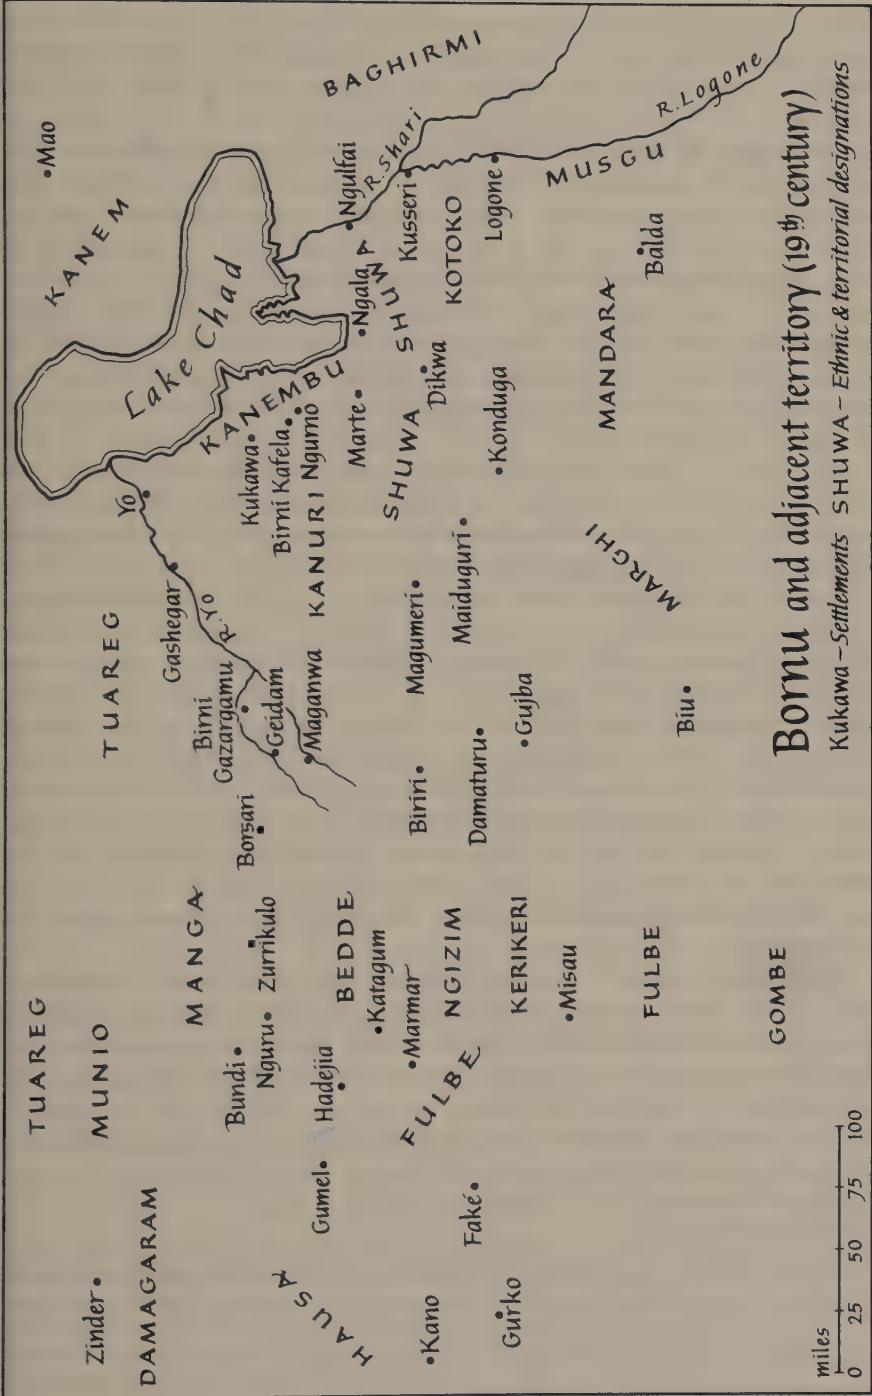 TUAREG
MUNIO
Zinder
DAMAGARAM
MANGA
TUAREG
Yo
Gashegar
R. YO
Birni
Gazargamu
Geidam
Maganwa
Borsari
Zurrikulo
Nguru
Bundi
Hadejia
Gumel
HAUSA
Kano
Gurko
Faké
FULBE
Marmar
Katagum
BEDDE
NGIZIM
KERIKERI
Misau
FULBE
GOMBE
Biriri
Damaturu
Gujba
Magumeri
Maiduguri
Biu
MARGHI
KANURI
Kukawa
Birni Kafela
Ngurno
KANEMBU
Lake Chad
KANEM
Mao
Marte
Ngala
Ngulfai
SHUWA
SHUWA
Dikwa
Konduga
Kusseri
KOTOKO
Logone
R. Shari
BAGHIRMI
R. Logone
MUSGU
MANDARA
Balda
miles
0 25 50 75 100
Bornu and adjacent territory (19th century)
Kukawa – Settlements SHUWA – Ethnic & territorial designations